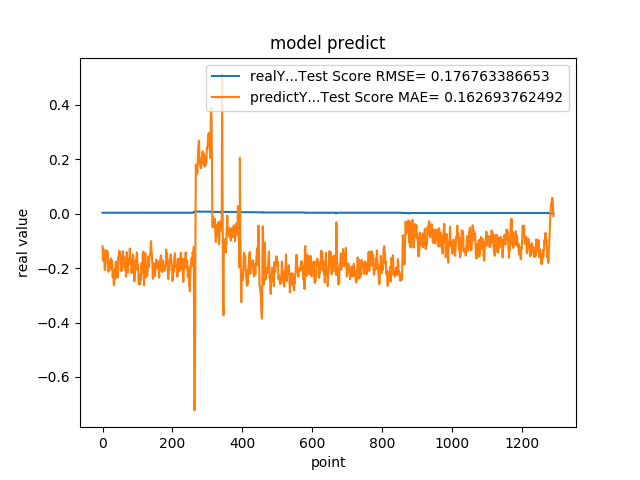 model predict
realY...Test Score RMSE= 0.176763386653
predictY...Test Score MAE= 0.162693762492
0.4
0.2
0.0
−0.2
−0.4
−0.6
real value
0 200 400 600 800 1000 1200
point